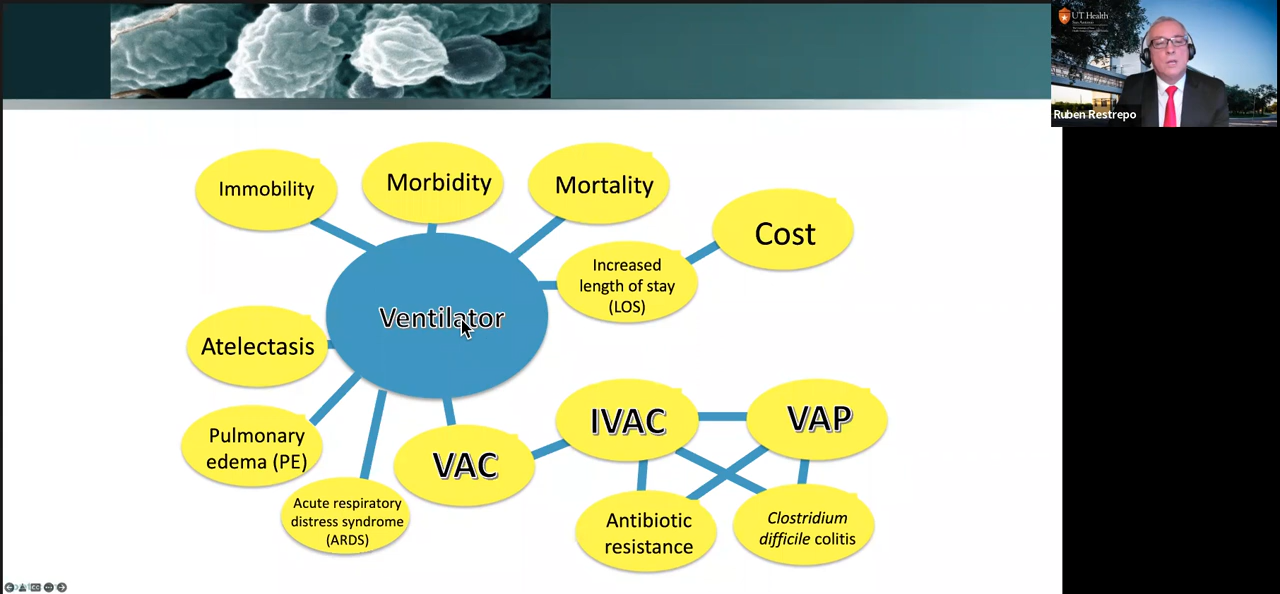 UT Health
San Antonio
Ruben Restrepo
Immobility
Morbidity
Mortality
Cost
Increased
length of stay
(LOS)
Ventilator
Atelectasis
Pulmonary
edema (PE)
Acute respiratory
distress syndrome
(ARDS)
VAC
IVAC
VAP
Antibiotic
resistance
Clostridium
difficile colitis